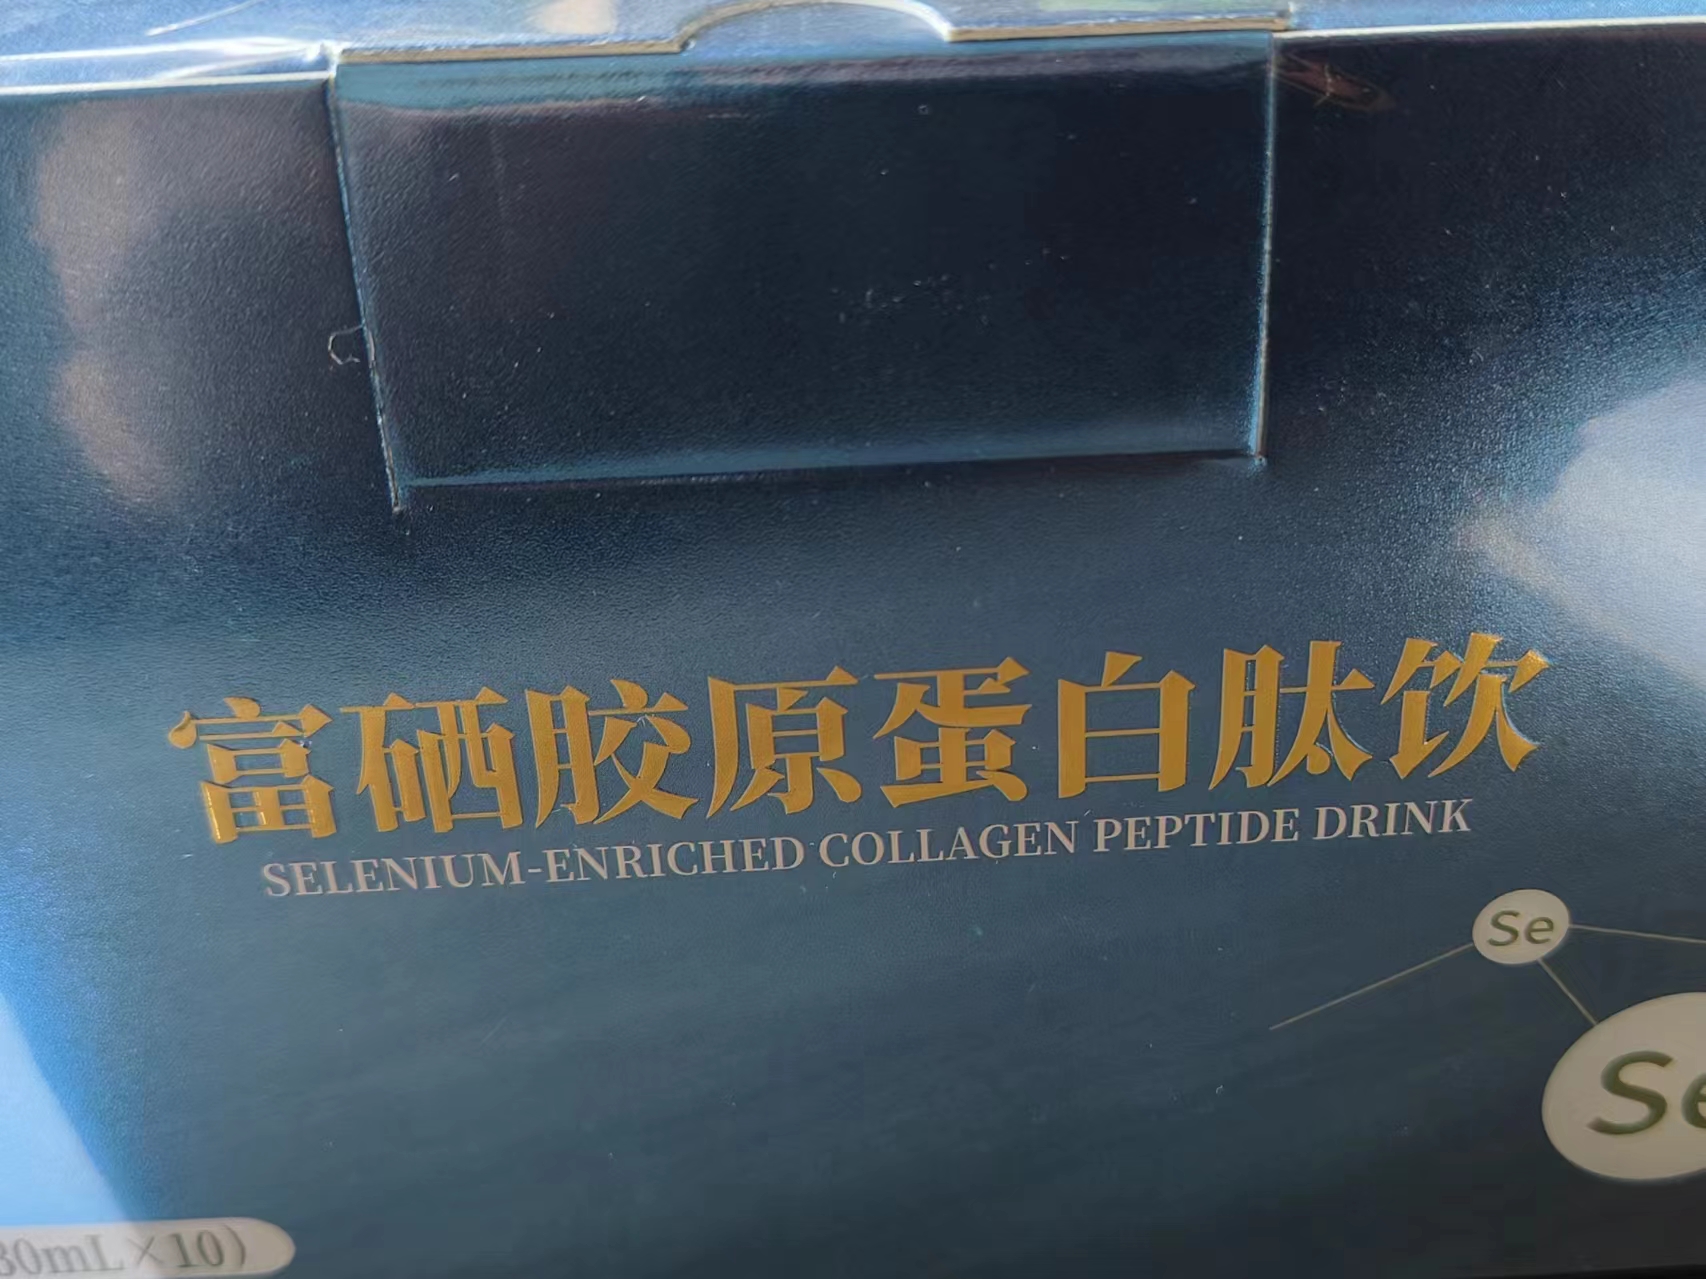 富硒胶原蛋白肽饮
SELENIUM-ENRICHED COLLAGEN PEPTIDE DRINK
Se
Se
30mL×10)